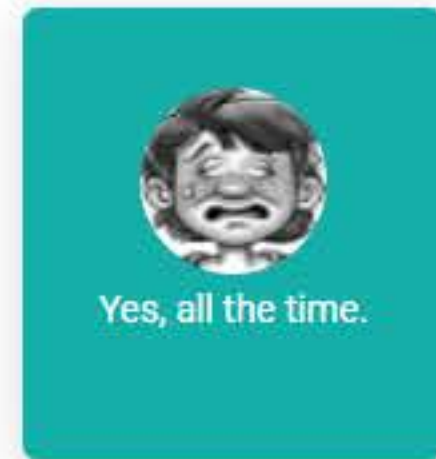 Yes, all the time.